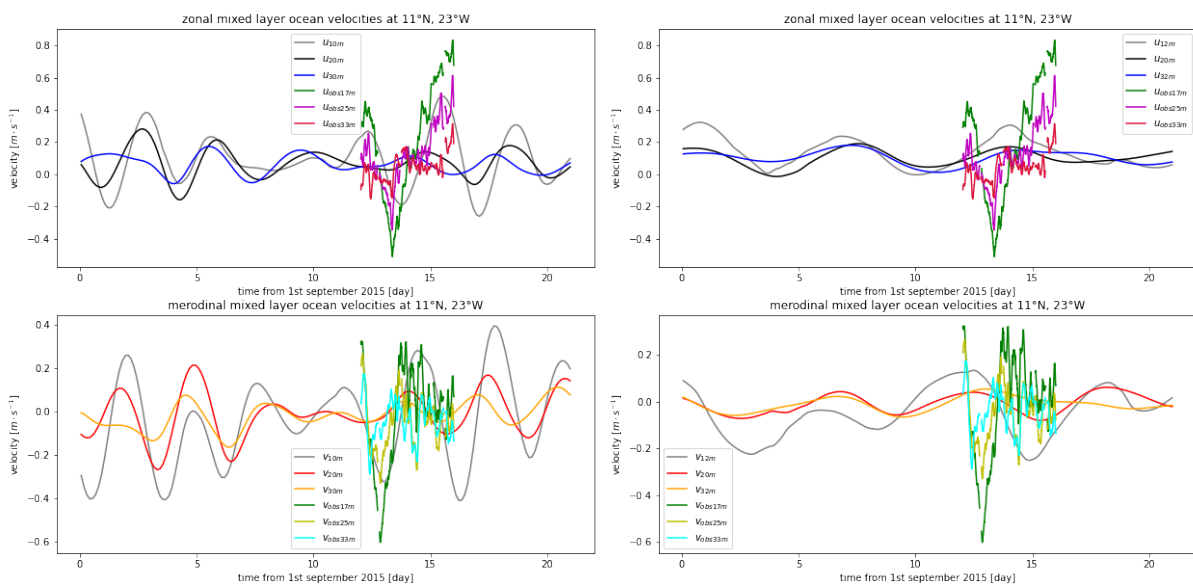 zonal mixed layer ocean velocities at 11°N, 23°W
velocity [m · s⁻¹]
0.8
0.6
0.4
0.2
0.0
−0.2
−0.4
u10m
u20m
u30m
uobs17m
uobs25m
uobs33m
0 5 10 15 20
time from 1st september 2015 [day]
zonal mixed layer ocean velocities at 11°N, 23°W
velocity [m · s⁻¹]
0.8
0.6
0.4
0.2
0.0
−0.2
−0.4
u12m
u20m
u32m
uobs17m
uobs25m
uobs33m
0 5 10 15 20
time from 1st september 2015 [day]
merodinal mixed layer ocean velocities at 11°N, 23°W
velocity [m · s⁻¹]
0.4
0.2
0.0
−0.2
−0.4
−0.6
v10m
v20m
v30m
vobs17m
vobs25m
vobs33m
0 5 10 15 20
time from 1st september 2015 [day]
merodinal mixed layer ocean velocities at 11°N, 23°W
velocity [m · s⁻¹]
0.2
0.0
−0.2
−0.4
−0.6
v12m
v20m
v32m
vobs17m
vobs25m
vobs33m
0 5 10 15 20
time from 1st september 2015 [day]